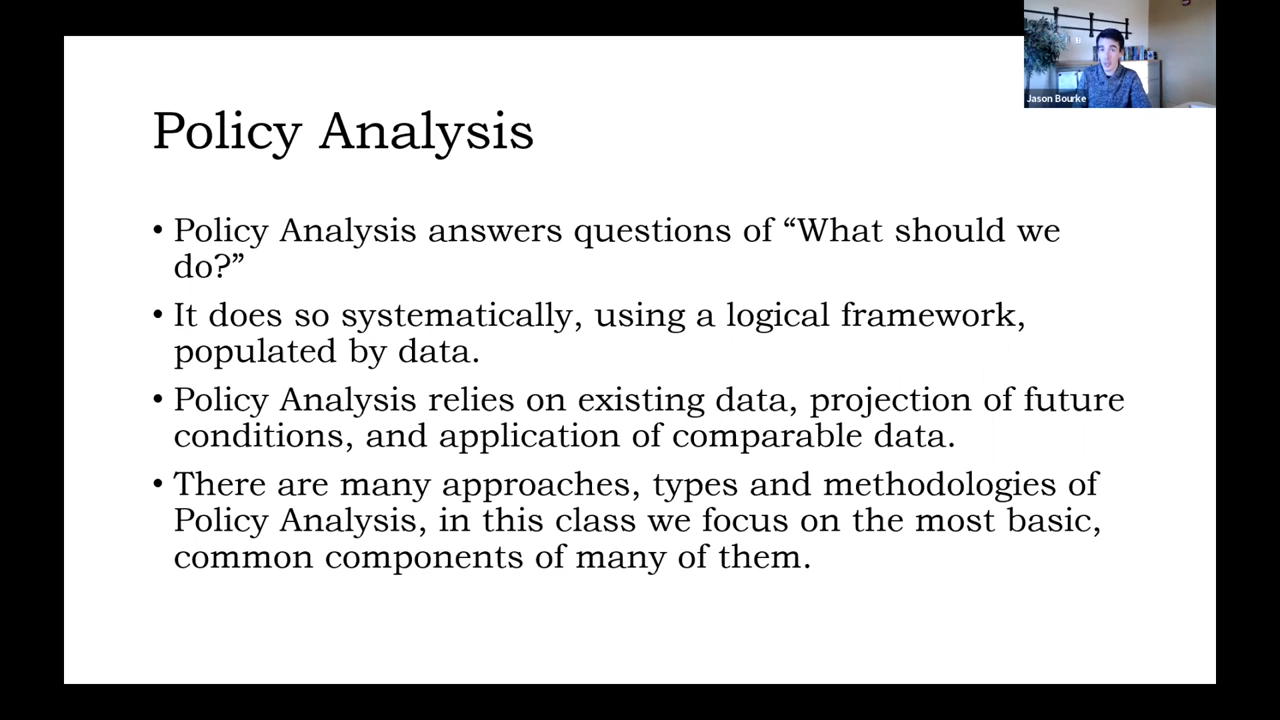 Jason Bourke
Policy Analysis
• Policy Analysis answers questions of “What should we
do?”
• It does so systematically, using a logical framework,
populated by data.
• Policy Analysis relies on existing data, projection of future
conditions, and application of comparable data.
• There are many approaches, types and methodologies of
Policy Analysis, in this class we focus on the most basic,
common components of many of them.